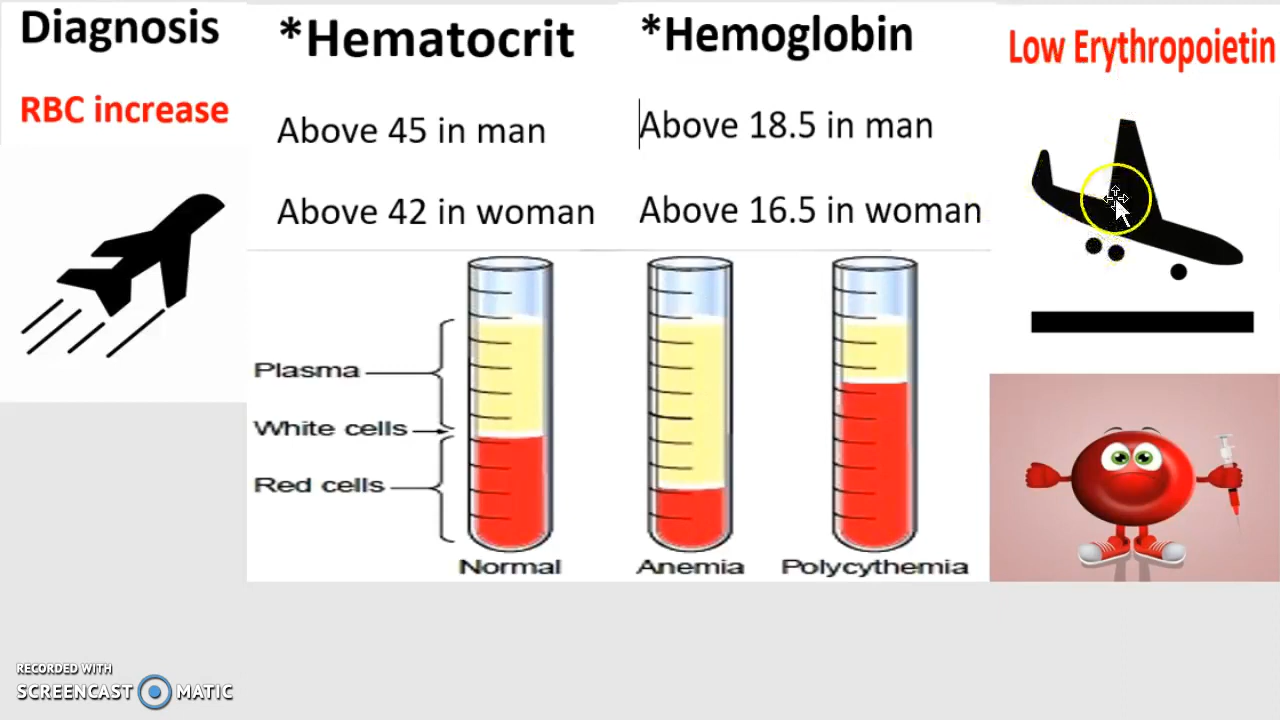 Diagnosis
RBC increase
*Hematocrit
Above 45 in man
Above 42 in woman
*Hemoglobin
Above 18.5 in man
Above 16.5 in woman
Low Erythropoietin
Plasma
White cells
Red cells
Normal
Anemia
Polycythemia
RECORDED WITH
SCREENCAST MATIC